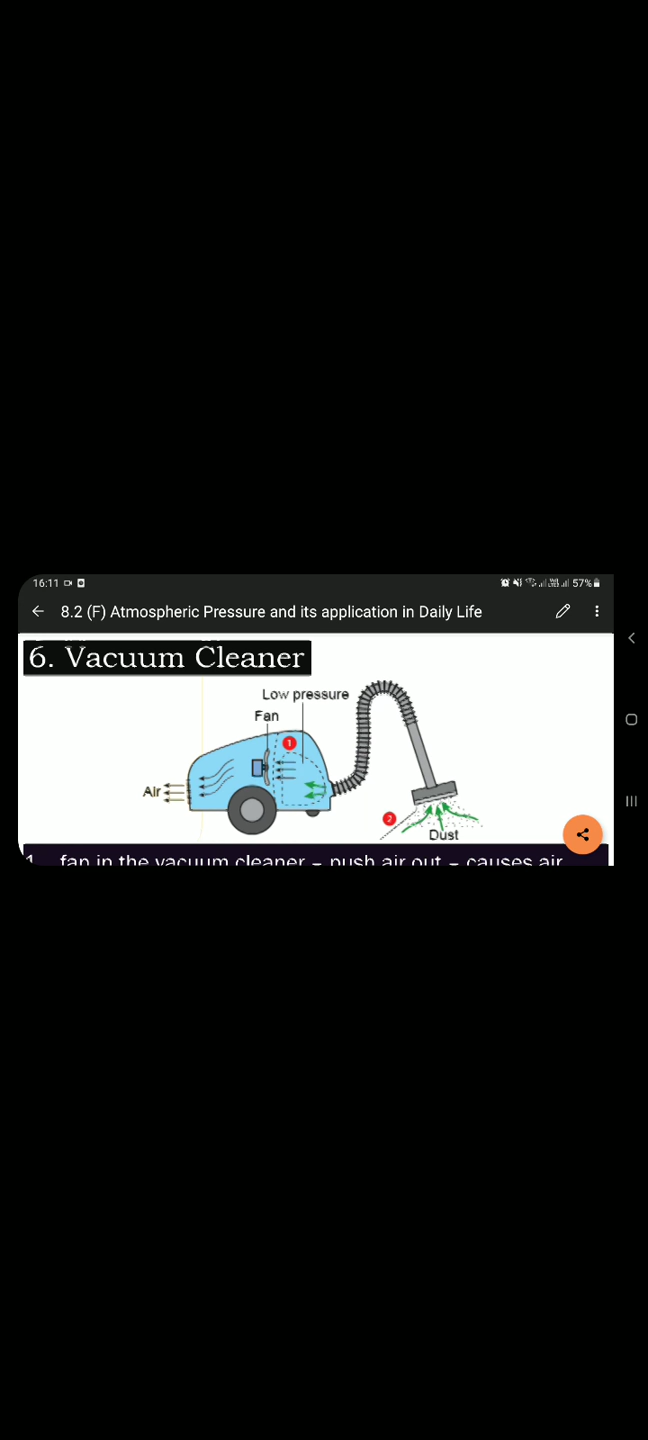 16:11
57%
8.2 (F) Atmospheric Pressure and its application in Daily Life
6. Vacuum Cleaner
Low pressure
Fan
1
Air
2
Dust
1. fan in the vacuum cleaner – push air out – causes air